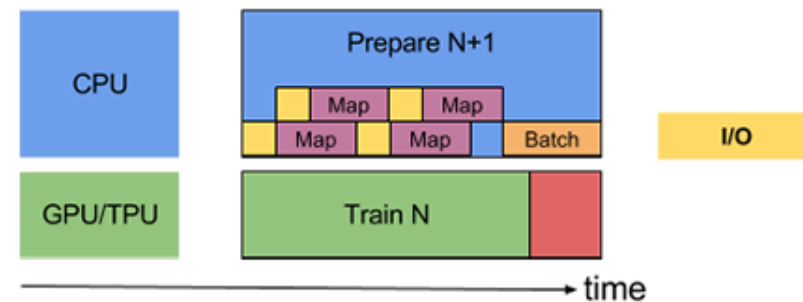 CPU
Prepare N+1
Map
Map
Map
Map
Batch
I/O
GPU/TPU
Train N
time